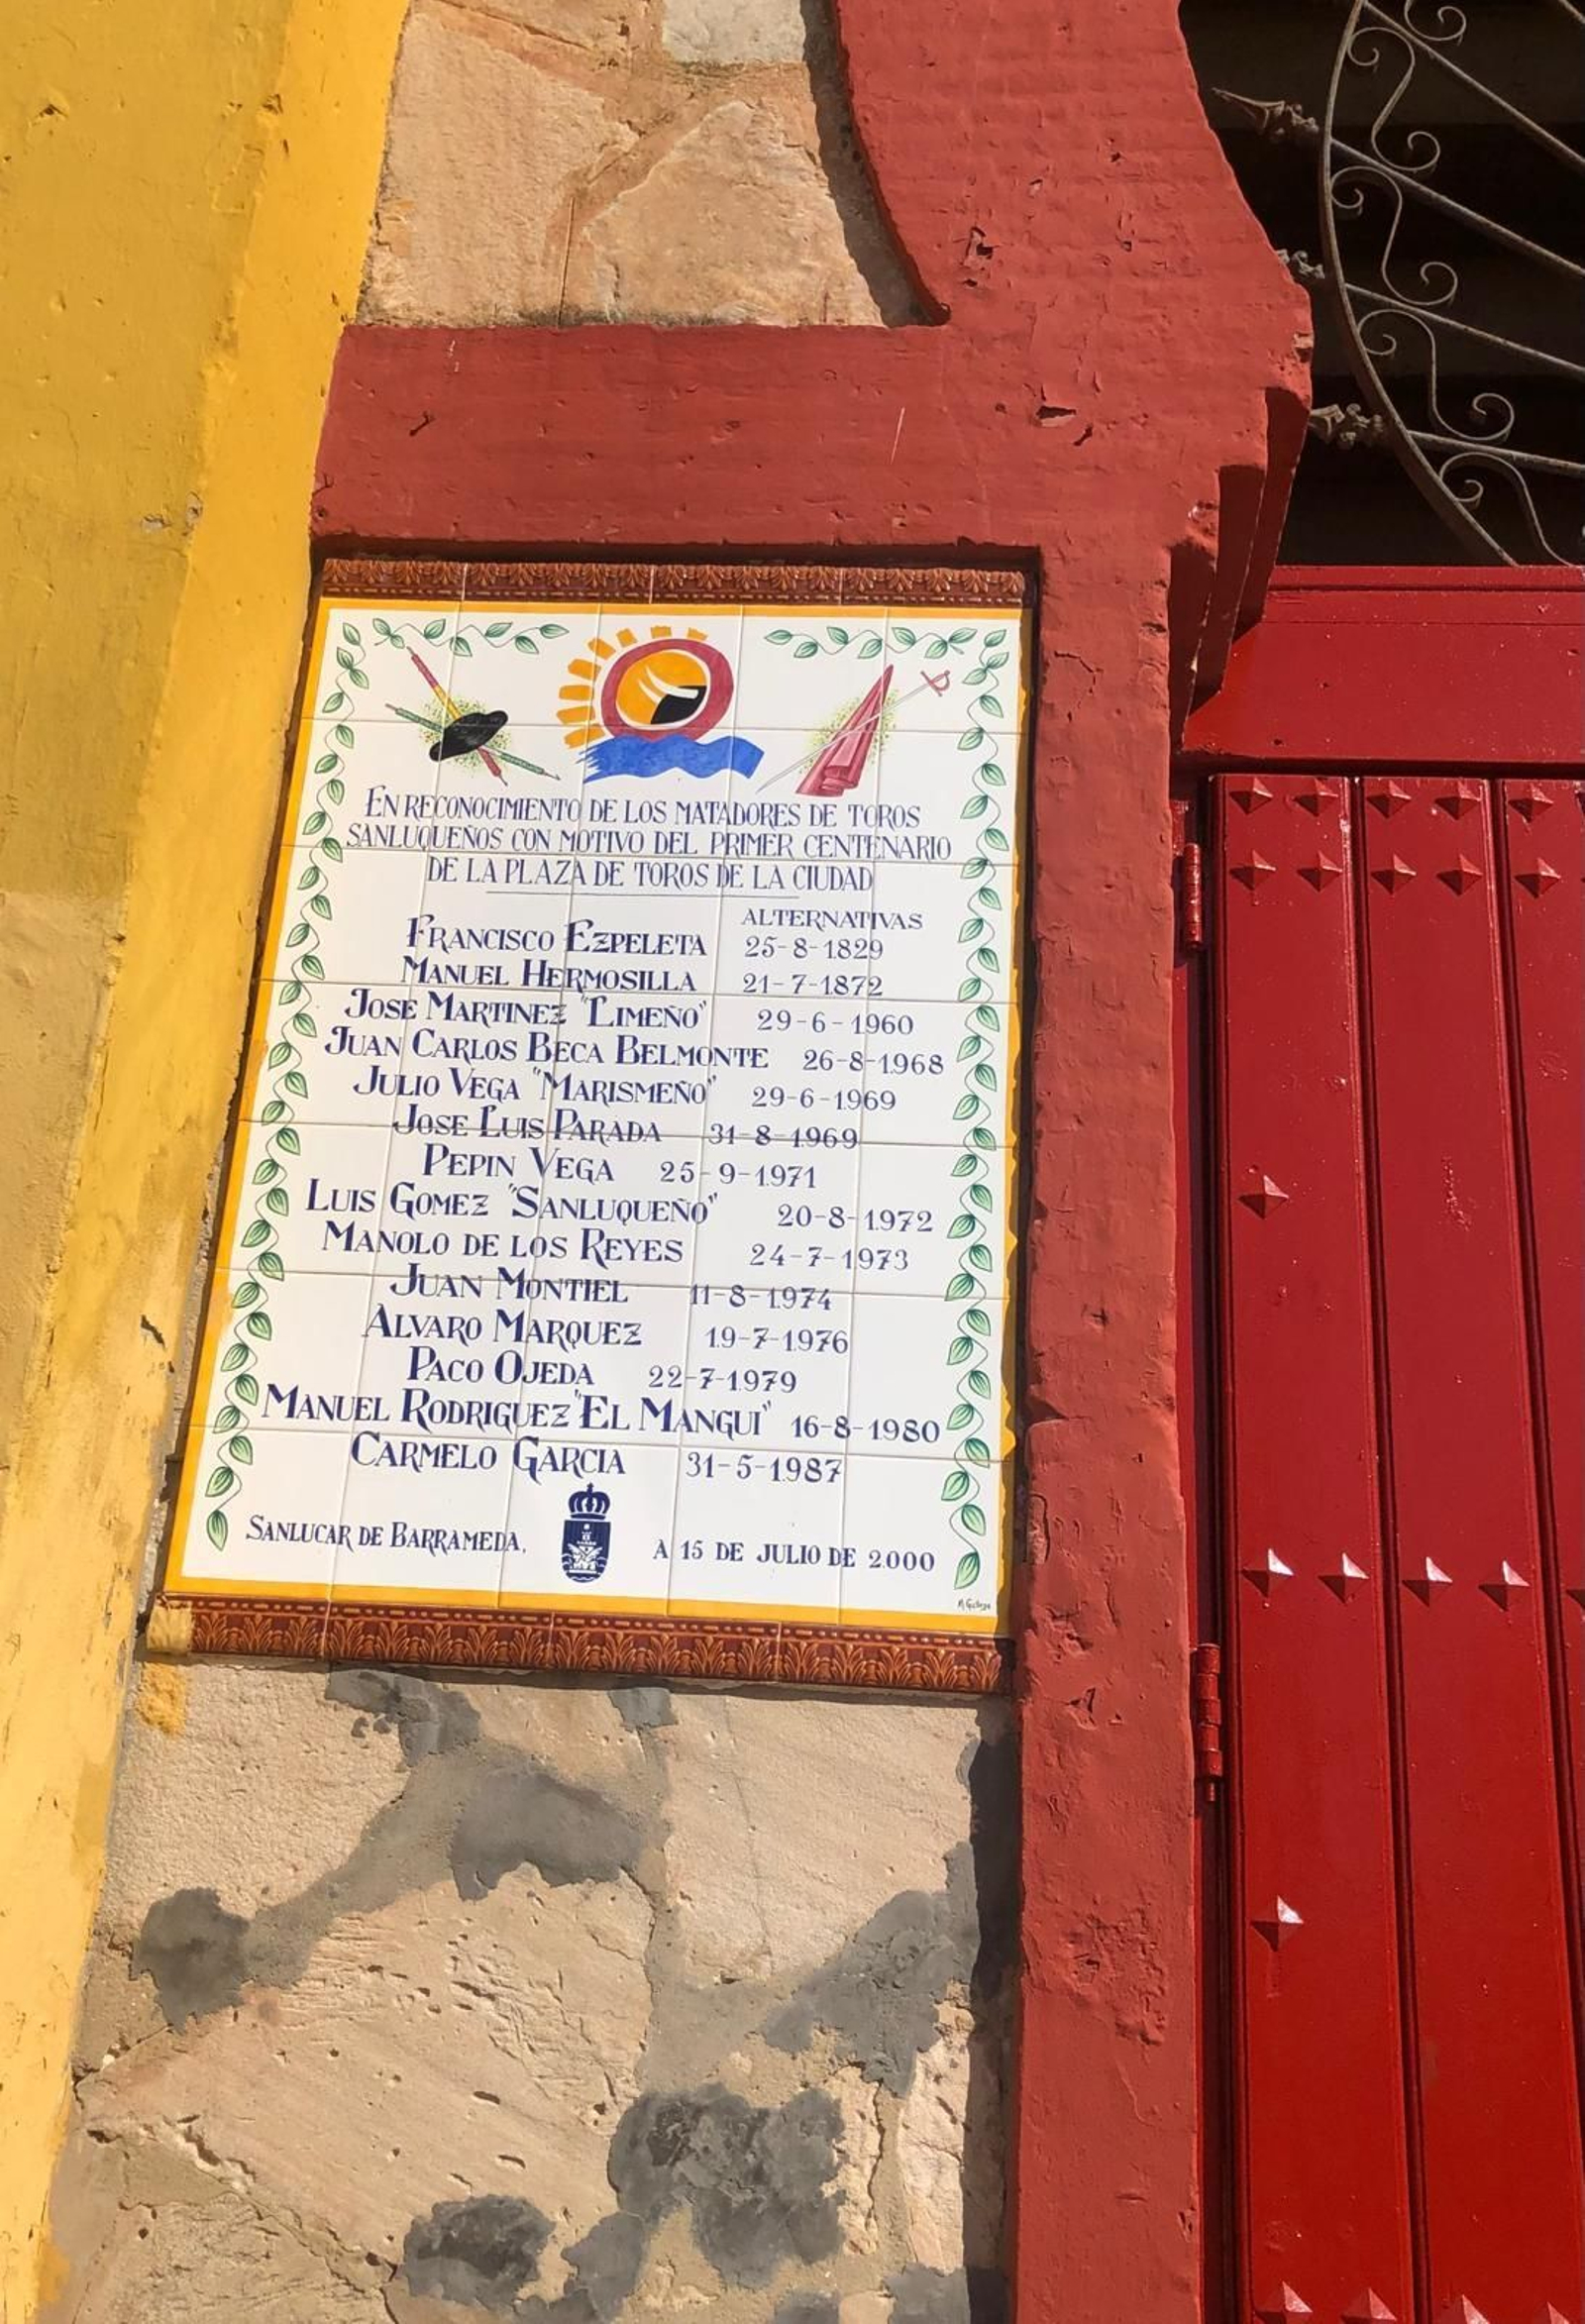 EN RECONOCIMIENTO DE LOS MATADORES DE TOROS
SANLUQUEÑOS CON MOTIVO DEL PRIMER CENTENARIO
DE LA PLAZA DE TOROS DE LA CIUDAD
ALTERNATIVAS
FRANCISCO EZPELETA 25-8-1829
MANUEL HERMOSILLA 21-7-1872
JOSE MARTINEZ "LIMEÑO" 29-6-1960
JUAN CARLOS BECA BELMONTE 26-8-1968
JULIO VEGA "MARISMEÑO" 29-6-1969
JOSE LUIS PARADA 31-8-1969
PEPIN VEGA 25-9-1971
LUIS GOMEZ "SANLUQUEÑO" 20-8-1972
MANOLO DE LOS REYES 24-7-1973
JUAN MONTIEL 11-8-1974
ALVARO MARQUEZ 19-7-1976
PACO OJEDA 22-7-1979
MANUEL RODRIGUEZ "EL MANGUI" 16-8-1980
CARMELO GARCIA 31-5-1987
SANLUCAR DE BARRAMEDA, A 15 DE JULIO DE 2.000